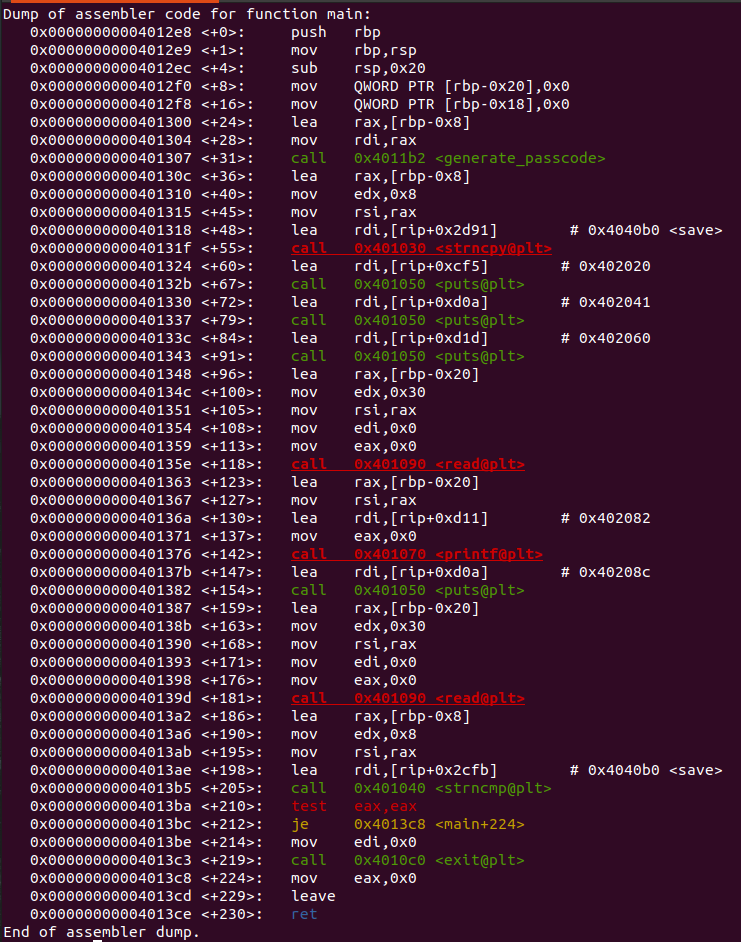 Dump of assembler code for function main:
   0x00000000004012e8 <+0>:     push   rbp
   0x00000000004012e9 <+1>:     mov    rbp,rsp
   0x00000000004012ec <+4>:     sub    rsp,0x20
   0x00000000004012f0 <+8>:     mov    QWORD PTR [rbp-0x20],0x0
   0x00000000004012f8 <+16>:    mov    QWORD PTR [rbp-0x18],0x0
   0x0000000000401300 <+24>:    lea    rax,[rbp-0x8]
   0x0000000000401304 <+28>:    mov    rdi,rax
   0x0000000000401307 <+31>:    call   0x4011b2 <generate_passcode>
   0x000000000040130c <+36>:    lea    rax,[rbp-0x8]
   0x0000000000401310 <+40>:    mov    edx,0x8
   0x0000000000401315 <+45>:    mov    rsi,rax
   0x0000000000401318 <+48>:    lea    rdi,[rip+0x2d91]        # 0x4040b0 <save>
   0x000000000040131f <+55>:    call   0x401030 <strncpy@plt>
   0x0000000000401324 <+60>:    lea    rdi,[rip+0xcf5]        # 0x402020
   0x000000000040132b <+67>:    call   0x401050 <puts@plt>
   0x0000000000401330 <+72>:    lea    rdi,[rip+0xd0a]        # 0x402041
   0x0000000000401337 <+79>:    call   0x401050 <puts@plt>
   0x000000000040133c <+84>:    lea    rdi,[rip+0xd1d]        # 0x402060
   0x0000000000401343 <+91>:    call   0x401050 <puts@plt>
   0x0000000000401348 <+96>:    lea    rax,[rbp-0x20]
   0x000000000040134c <+100>:   mov    edx,0x30
   0x0000000000401351 <+105>:   mov    rsi,rax
   0x0000000000401354 <+108>:   mov    edi,0x0
   0x0000000000401359 <+113>:   mov    eax,0x0
   0x000000000040135e <+118>:   call   0x401090 <read@plt>
   0x0000000000401363 <+123>:   lea    rax,[rbp-0x20]
   0x0000000000401367 <+127>:   mov    rsi,rax
   0x000000000040136a <+130>:   lea    rdi,[rip+0xd11]        # 0x402082
   0x0000000000401371 <+137>:   mov    eax,0x0
   0x0000000000401376 <+142>:   call   0x401070 <printf@plt>
   0x000000000040137b <+147>:   lea    rdi,[rip+0xd0a]        # 0x40208c
   0x0000000000401382 <+154>:   call   0x401050 <puts@plt>
   0x0000000000401387 <+159>:   lea    rax,[rbp-0x20]
   0x000000000040138b <+163>:   mov    edx,0x30
   0x0000000000401390 <+168>:   mov    rsi,rax
   0x0000000000401393 <+171>:   mov    edi,0x0
   0x0000000000401398 <+176>:   mov    eax,0x0
   0x000000000040139d <+181>:   call   0x401090 <read@plt>
   0x00000000004013a2 <+186>:   lea    rax,[rbp-0x8]
   0x00000000004013a6 <+190>:   mov    edx,0x8
   0x00000000004013ab <+195>:   mov    rsi,rax
   0x00000000004013ae <+198>:   lea    rdi,[rip+0x2cfb]        # 0x4040b0 <save>
   0x00000000004013b5 <+205>:   call   0x401040 <strncmp@plt>
   0x00000000004013ba <+210>:   test   eax,eax
   0x00000000004013bc <+212>:   je     0x4013c8 <main+224>
   0x00000000004013be <+214>:   mov    edi,0x0
   0x00000000004013c3 <+219>:   call   0x4010c0 <exit@plt>
   0x00000000004013c8 <+224>:   mov    eax,0x0
   0x00000000004013cd <+229>:   leave
   0x00000000004013ce <+230>:   ret
End of assembler dump.